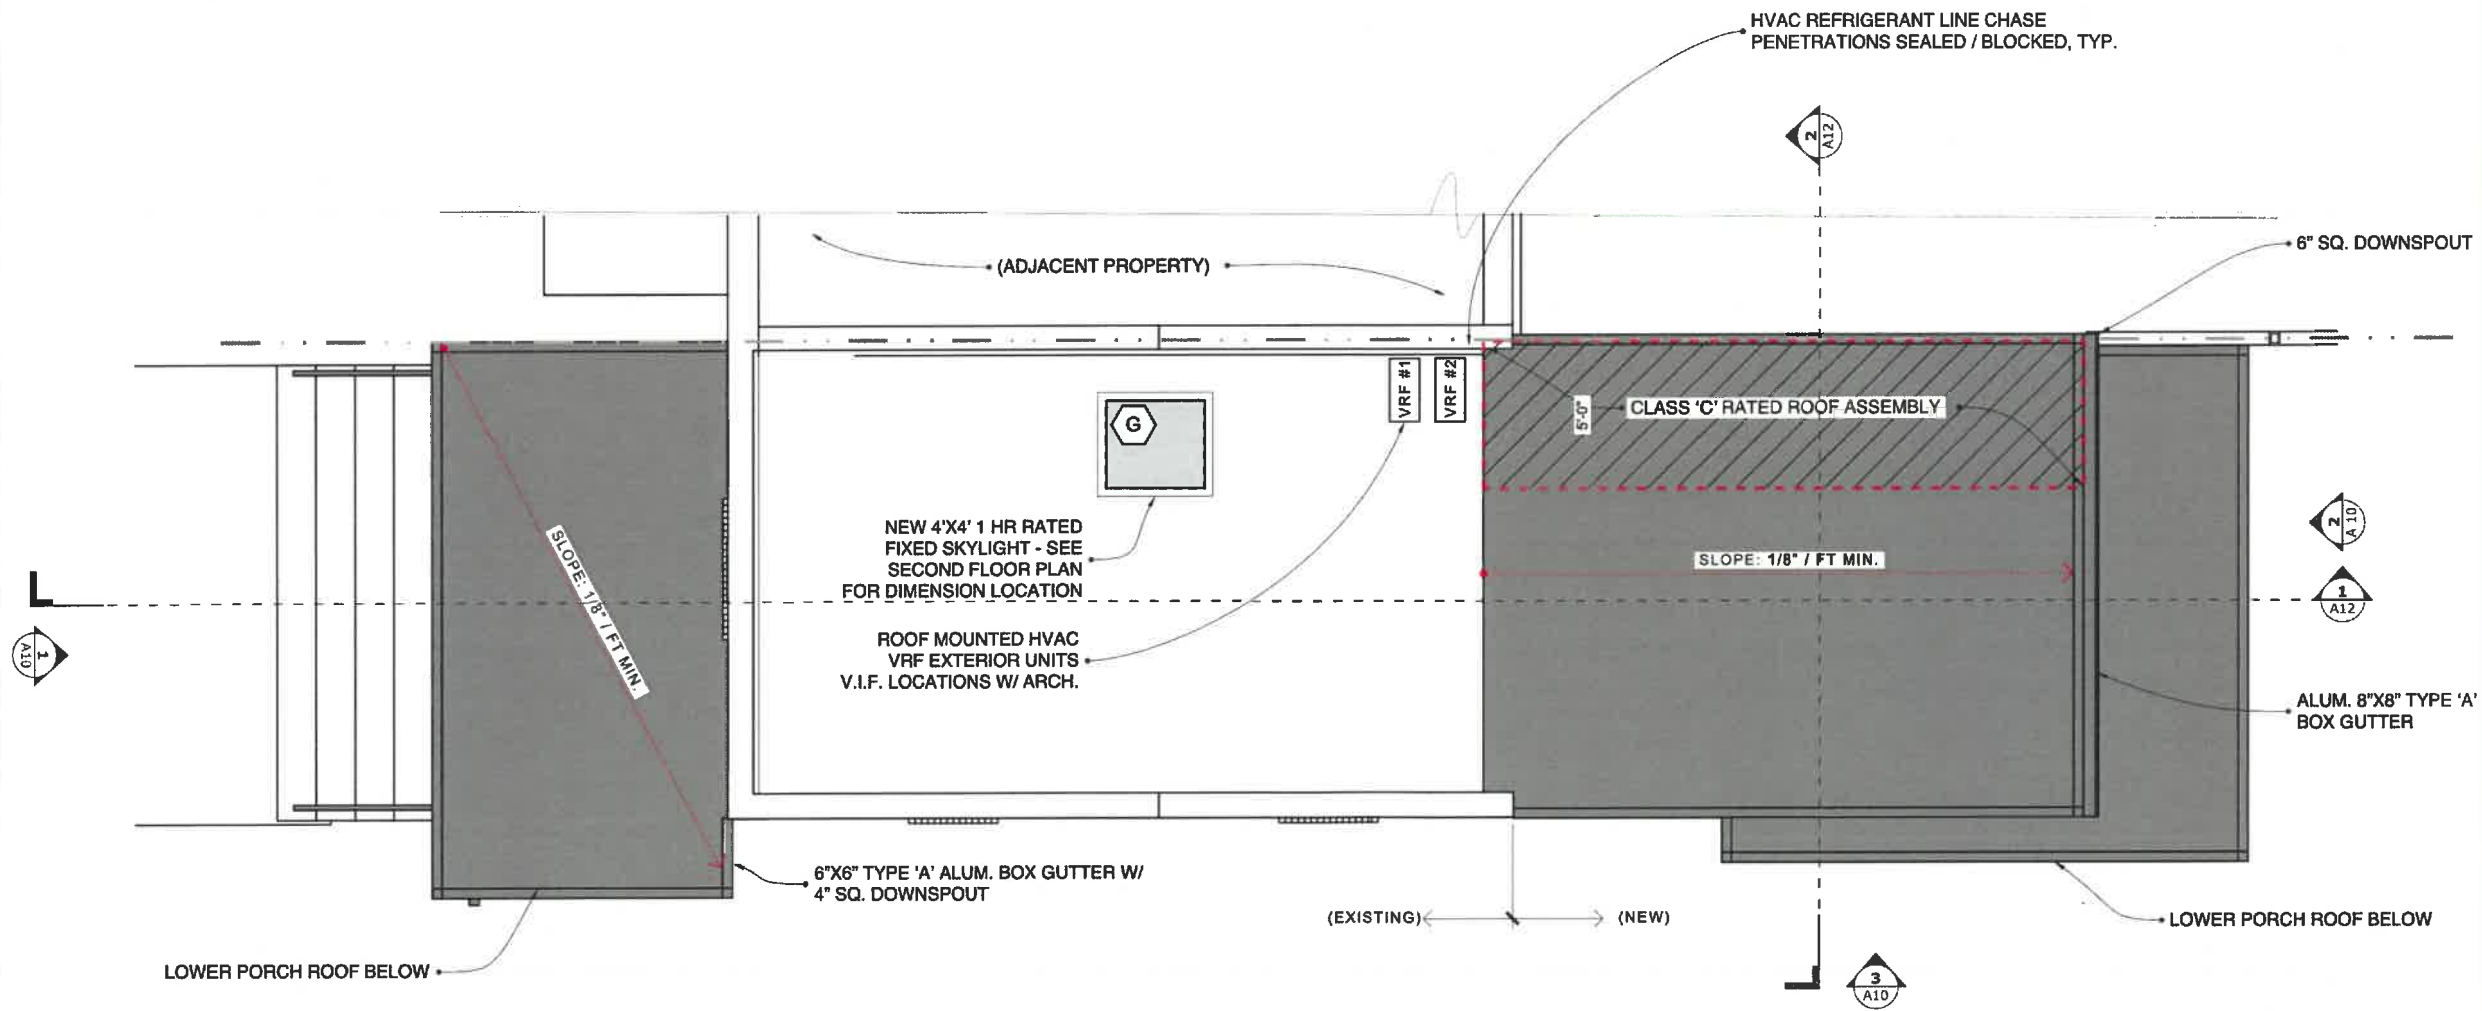 HVAC REFRIGERANT LINE CHASE
PENETRATIONS SEALED / BLOCKED, TYP.
2
A12
6" SQ. DOWNSPOUT
(ADJACENT PROPERTY)
VRF #1
VRF #2
G
5'-0"
CLASS 'C' RATED ROOF ASSEMBLY
NEW 4'X4' 1 HR RATED
FIXED SKYLIGHT - SEE
SECOND FLOOR PLAN
FOR DIMENSION LOCATION
SLOPE: 1/8" / FT MIN.
SLOPE: 1/8" / FT MIN.
2
A 10
1
A12
1
A10
ROOF MOUNTED HVAC
VRF EXTERIOR UNITS
V.I.F. LOCATIONS W/ ARCH.
ALUM. 8"X8" TYPE 'A'
BOX GUTTER
6"X6" TYPE 'A' ALUM. BOX GUTTER W/
4" SQ. DOWNSPOUT
(EXISTING)
(NEW)
LOWER PORCH ROOF BELOW
LOWER PORCH ROOF BELOW
3
A10